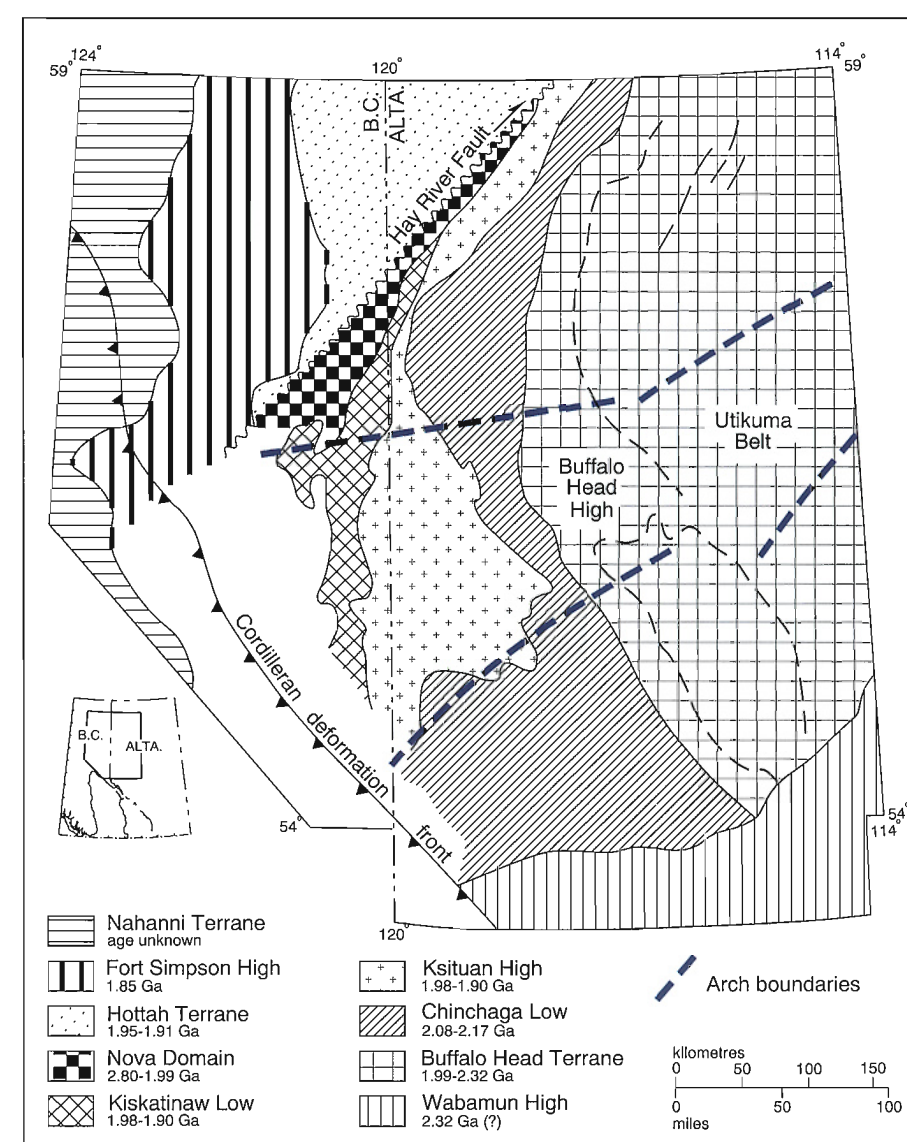 124°
59°
120°
114°
59°
B.C.
ALTA.
Hay River Fault
Utikuma
Belt
Buffalo
Head
High
Cordilleran deformation front
B.C.
ALTA.
54°
54°
114°
120°
Nahanni Terrane
age unknown
Fort Simpson High
1.85 Ga
Hottah Terrane
1.95-1.91 Ga
Nova Domain
2.80-1.99 Ga
Kiskatinaw Low
1.98-1.90 Ga
Ksituan High
1.98-1.90 Ga
Chinchaga Low
2.08-2.17 Ga
Buffalo Head Terrane
1.99-2.32 Ga
Wabamun High
2.32 Ga (?)
Arch boundaries
kilometres
0 50 100 150
0 50 100
miles